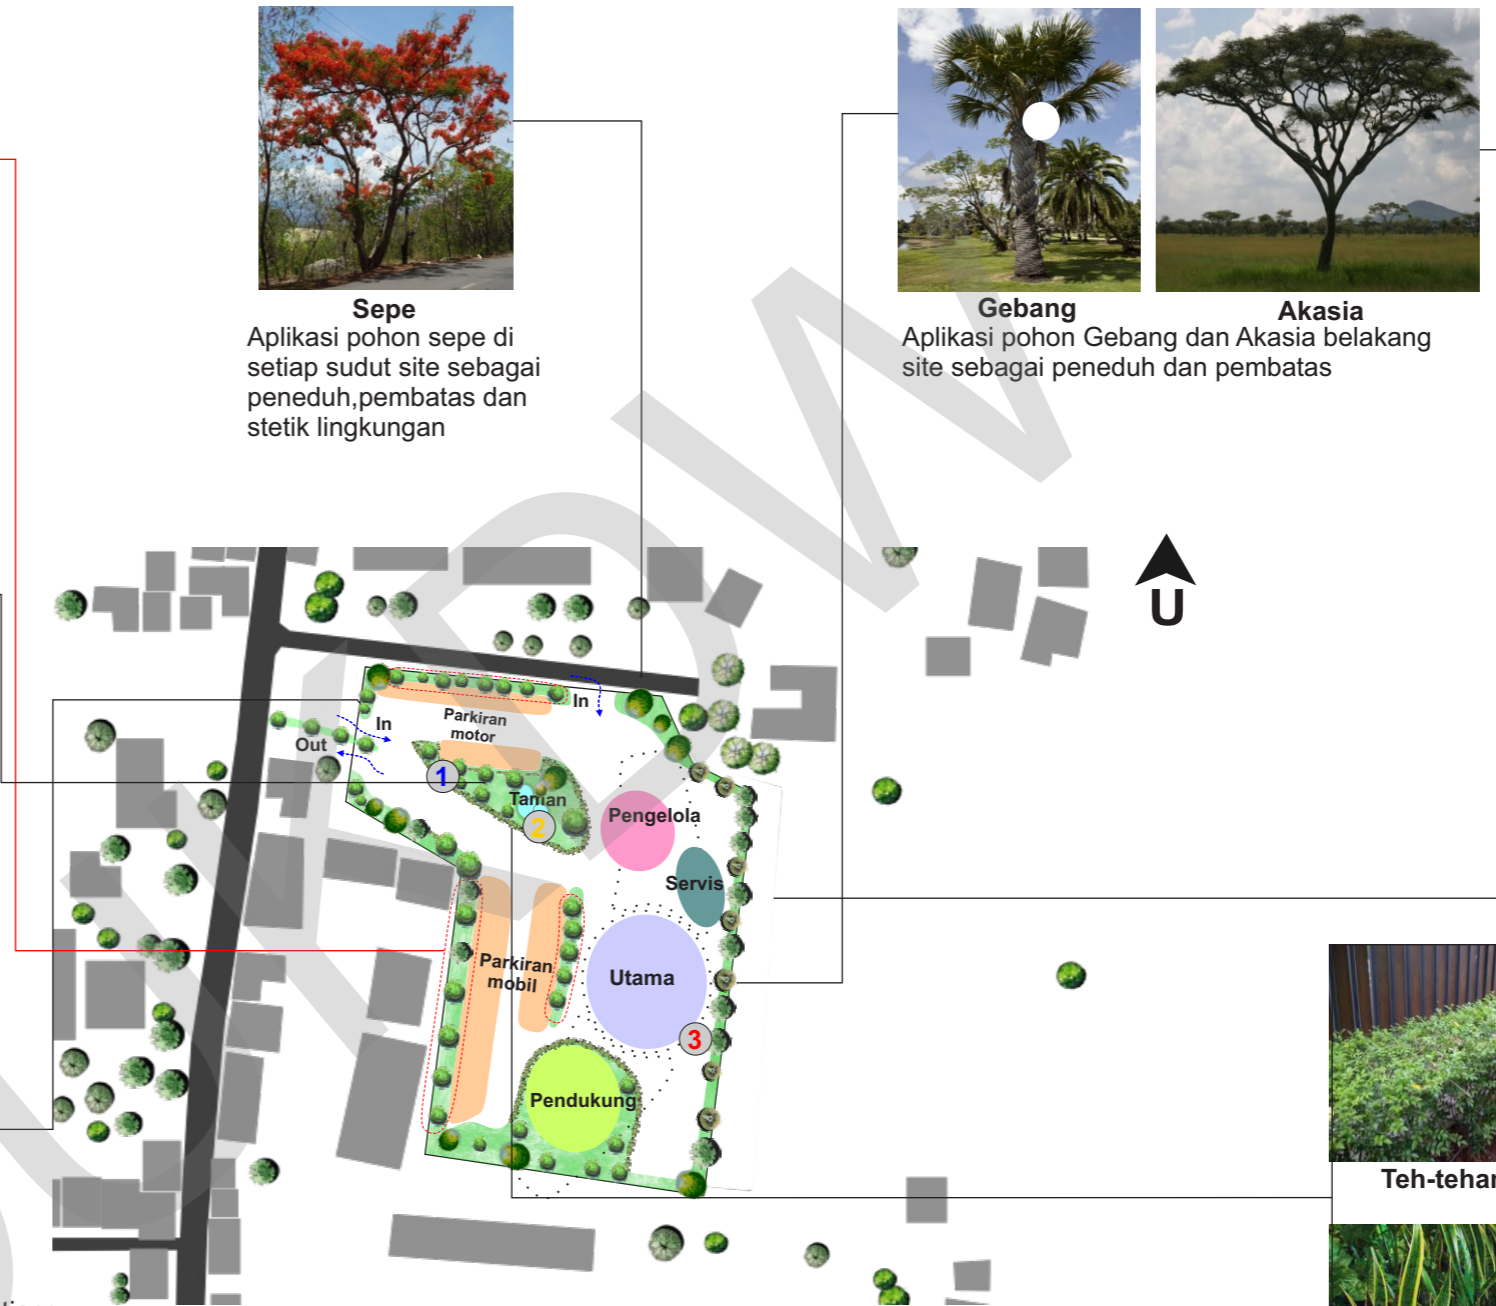 Sepe
Aplikasi pohon sepe di
setiap sudut site sebagai
peneduh,pembatas dan
stetik lingkungan
Gebang
Akasia
Aplikasi pohon Gebang dan Akasia belakang
site sebagai peneduh dan pembatas
U
In
Parkiran
motor
In
Out
1
Taman
2
Pengelola
Servis
Parkiran
mobil
Utama
3
Pendukung
Teh-tehan